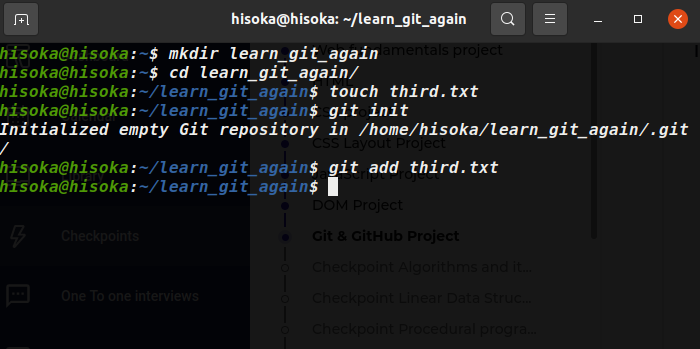 hisoka@hisoka: ~/learn_git_again
hisoka@hisoka:~$ mkdir learn_git_again
hisoka@hisoka:~$ cd learn_git_again/
hisoka@hisoka:~/learn_git_again$ touch third.txt
hisoka@hisoka:~/learn_git_again$ git init
Initialized empty Git repository in /home/hisoka/learn_git_again/.git
/
hisoka@hisoka:~/learn_git_again$ git add third.txt
hisoka@hisoka:~/learn_git_again$
fundamentals project
CSS Layout Project
Project
DOM Project
Checkpoints
Git & GitHub Project
Checkpoint Algorithms and it...
One To one interviews
Checkpoint Linear Data Struc...
Checkpoint Procedural progra...